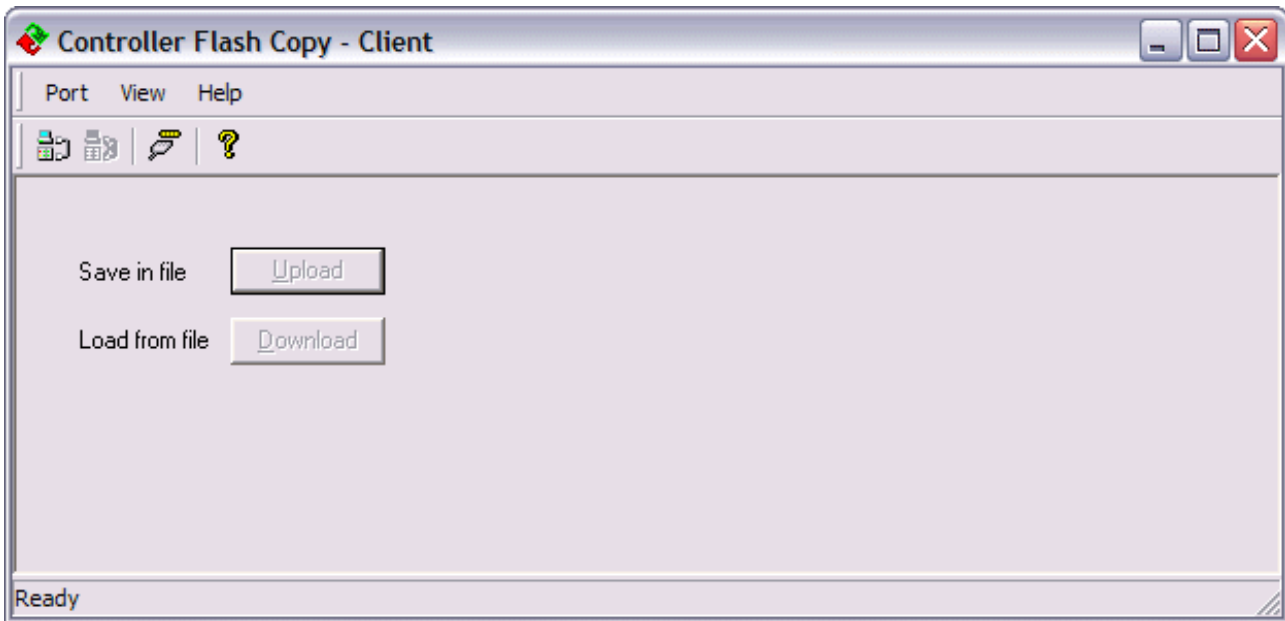 Controller Flash Copy - Client
Port View Help
Save in file Upload
Load from file Download
Ready